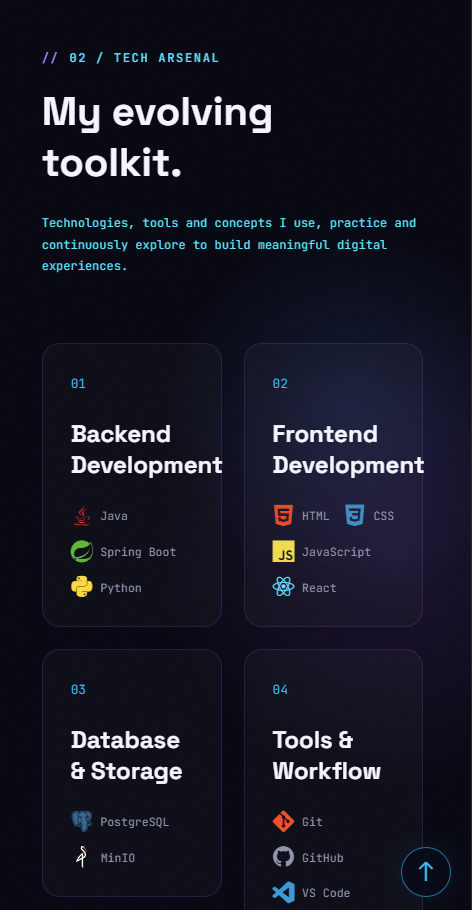 // 02 / TECH ARSENAL
My evolving
toolkit.
Technologies, tools and concepts I use, practice and
continuously explore to build meaningful digital
experiences.
01
Backend
Development
Java
Spring Boot
Python
02
Frontend
Development
HTML CSS
JS JavaScript
React
03
Database
& Storage
PostgreSQL
MinIO
04
Tools &
Workflow
Git
GitHub
VS Code